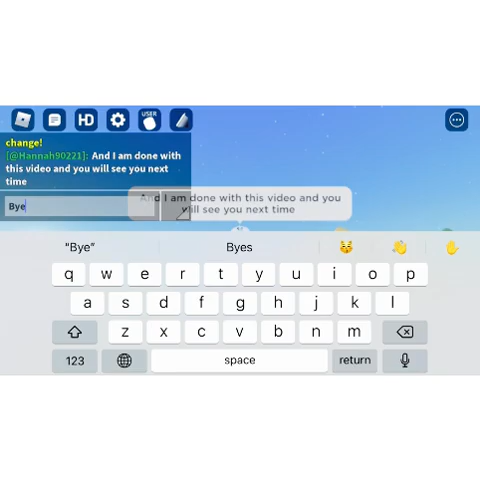 HD
USER
change!
[@Hannah90221]: And I am done with
this video and you will see you next
time
And I am done with this video and you
will see you next time
Bye
"Bye" Byes
q w e r t y u i o p
a s d f g h j k l
z x c v b n m
123 space return